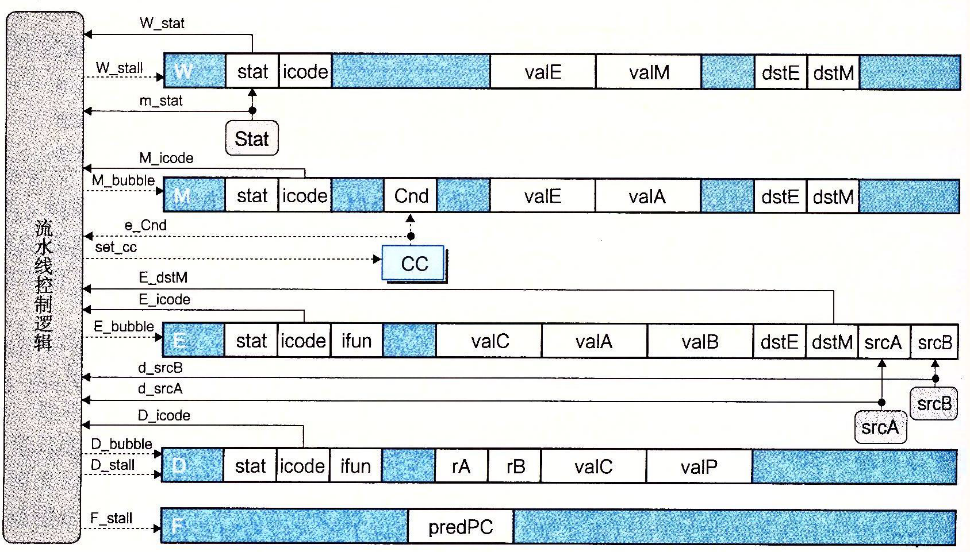 W_stat
W_stall
W stat icode valE valM dstE dstM
m_stat
Stat
M_icode
M_bubble
M stat icode Cnd valE valA dstE dstM
e_Cnd
set_cc
CC
流水线控制逻辑
E_dstM
E_icode
E_bubble
E stat icode ifun valC valA valB dstE dstM srcA srcB
d_srcB
d_srcA
srcB
srcA
D_icode
D_bubble
D_stall
D stat icode ifun rA rB valC valP
F_stall
F predPC